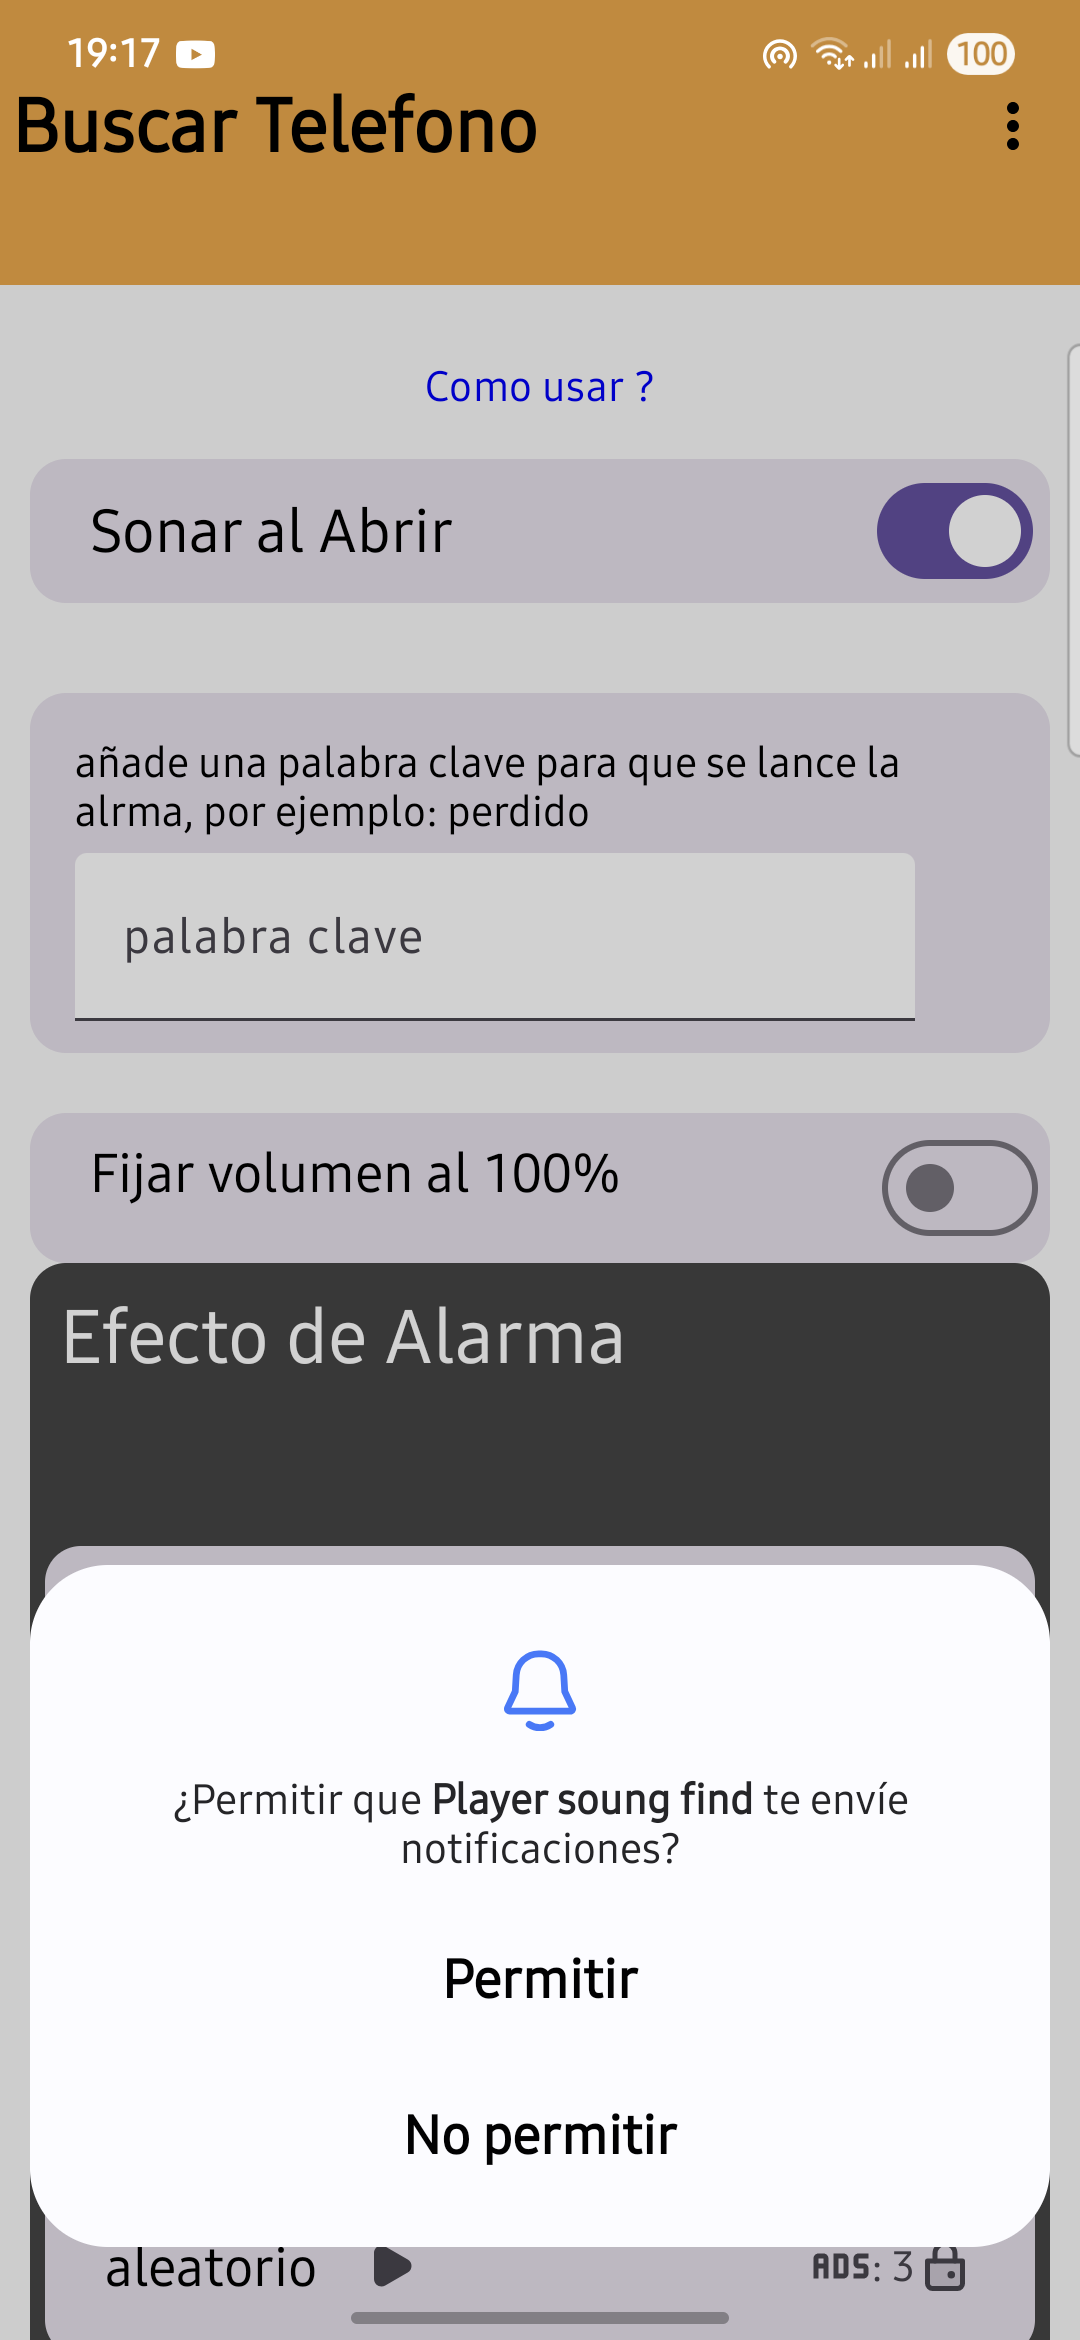 19:17
100
Buscar Telefono
Como usar ?
Sonar al Abrir
añade una palabra clave para que se lance la
alrma, por ejemplo: perdido
palabra clave
Fijar volumen al 100%
Efecto de Alarma
¿Permitir que Player soung find te envíe
notificaciones?
Permitir
No permitir
aleatorio
ADS: 3